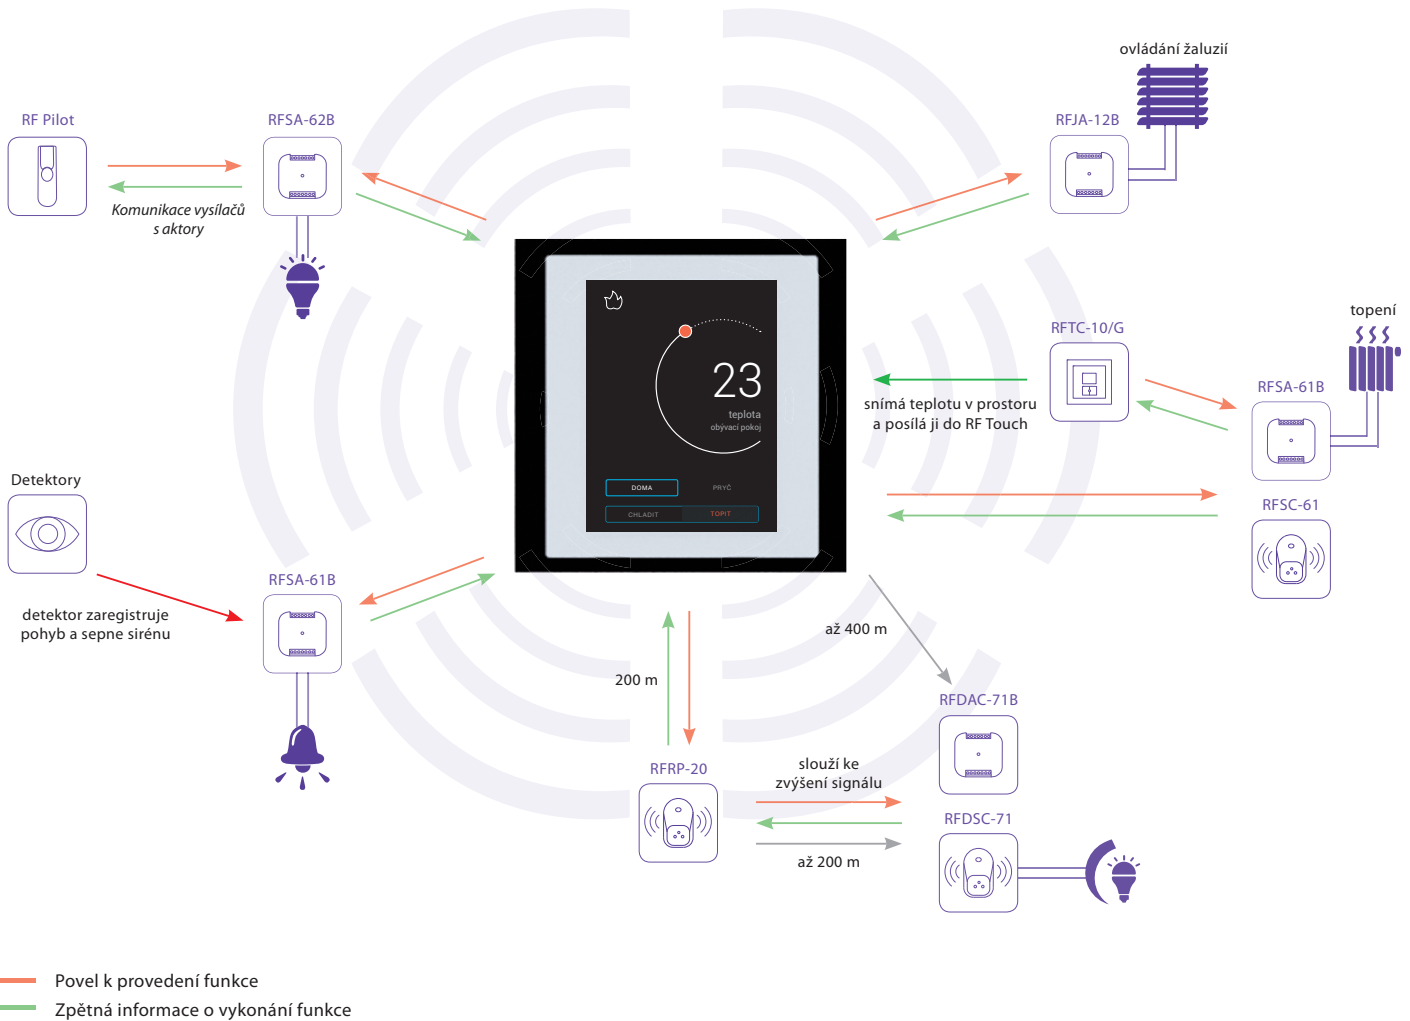 ovládání žaluzií
RF Pilot
RFSA-62B
RFJA-12B
Komunikace vysílačů
s aktory
topení
RFTC-10/G
RFSA-61B
23
teplota
obývací pokoj
snímá teplotu v prostoru
a posílá ji do RF Touch
DOMA
PRYČ
CHLADIT
TOPIT
Detektory
RFSC-61
RFSA-61B
detektor zaregistruje
pohyb a sepne sirénu
až 400 m
200 m
RFDAC-71B
RFRP-20
slouží ke
zvýšení signálu
RFDSC-71
až 200 m
Povel k provedení funkce
Zpětná informace o vykonání funkce